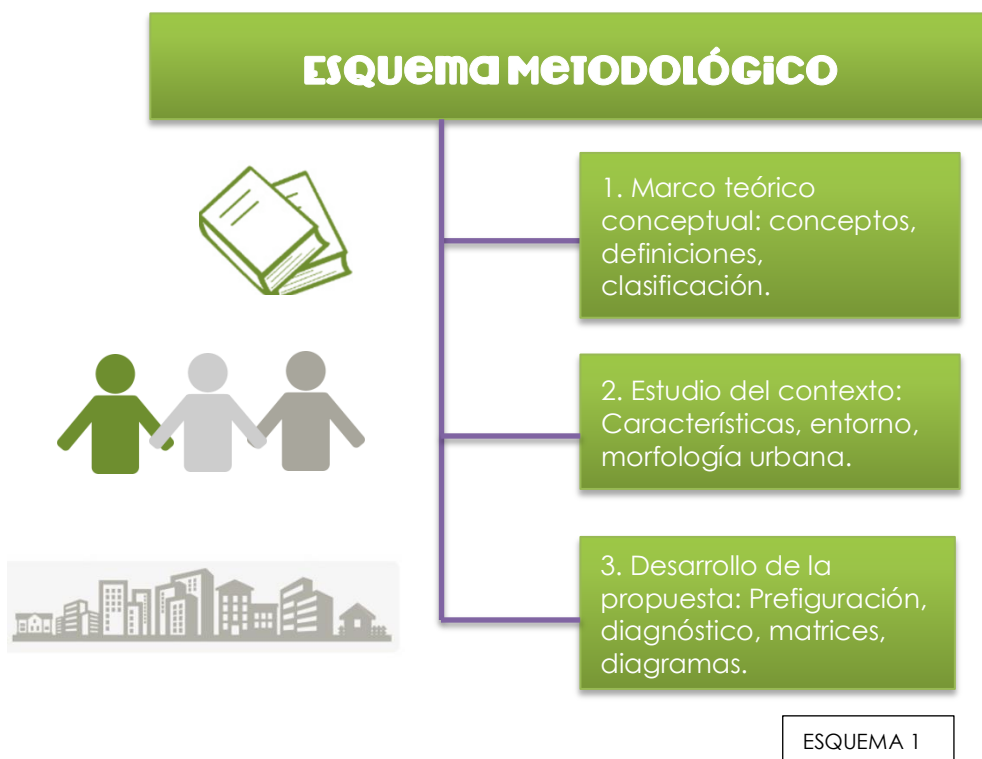 ESQUEMA METODOLÓGICO
1. Marco teórico
conceptual: conceptos,
definiciones,
clasificación.
2. Estudio del contexto:
Características, entorno,
morfología urbana.
3. Desarrollo de la
propuesta: Prefiguración,
diagnóstico, matrices,
diagramas.
ESQUEMA 1